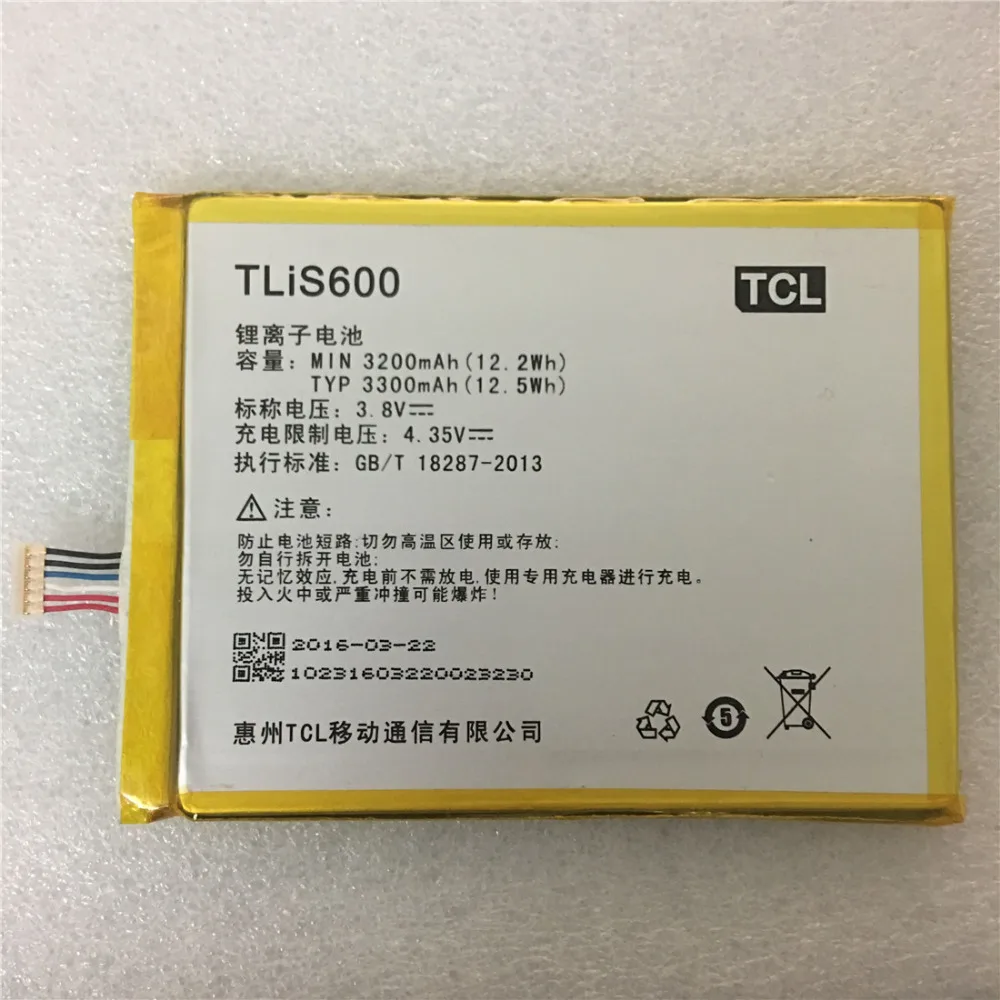 TLiS600
TCL
锂离子电池
容量: MIN 3200mAh(12.2Wh)
TYP 3300mAh(12.5Wh)
标称电压: 3.8V⎓
充电限制电压: 4.35V⎓
执行标准: GB/T 18287-2013
注意:
防止电池短路;切勿高温区使用或存放;
勿自行拆开电池;
无记忆效应,充电前不需放电,使用专用充电器进行充电。
投入火中或严重冲撞可能爆炸!
2016-03-22
10231603220023230
惠州TCL移动通信有限公司
5